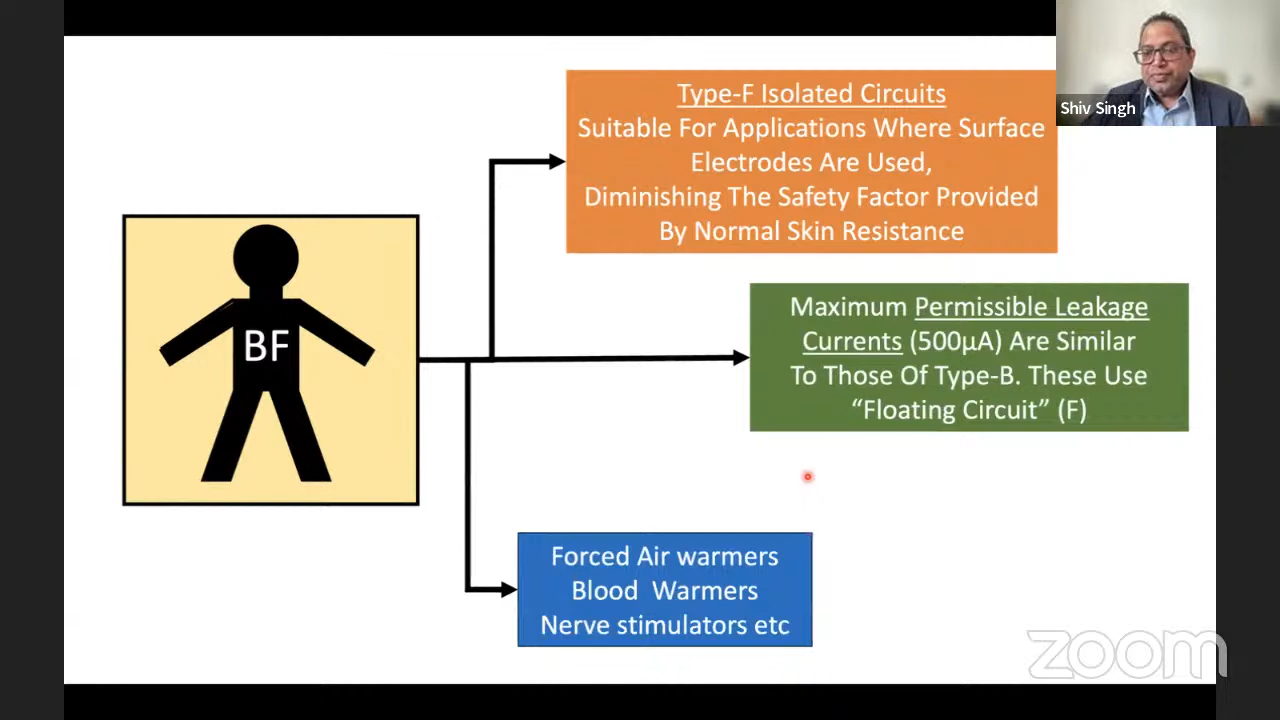 Type-F Isolated Circuits
Suitable For Applications Where Surface
Electrodes Are Used,
Diminishing The Safety Factor Provided
By Normal Skin Resistance
Shiv Singh
BF
Maximum Permissible Leakage
Currents (500µA) Are Similar
To Those Of Type-B. These Use
“Floating Circuit” (F)
Forced Air warmers
Blood Warmers
Nerve stimulators etc
zoom